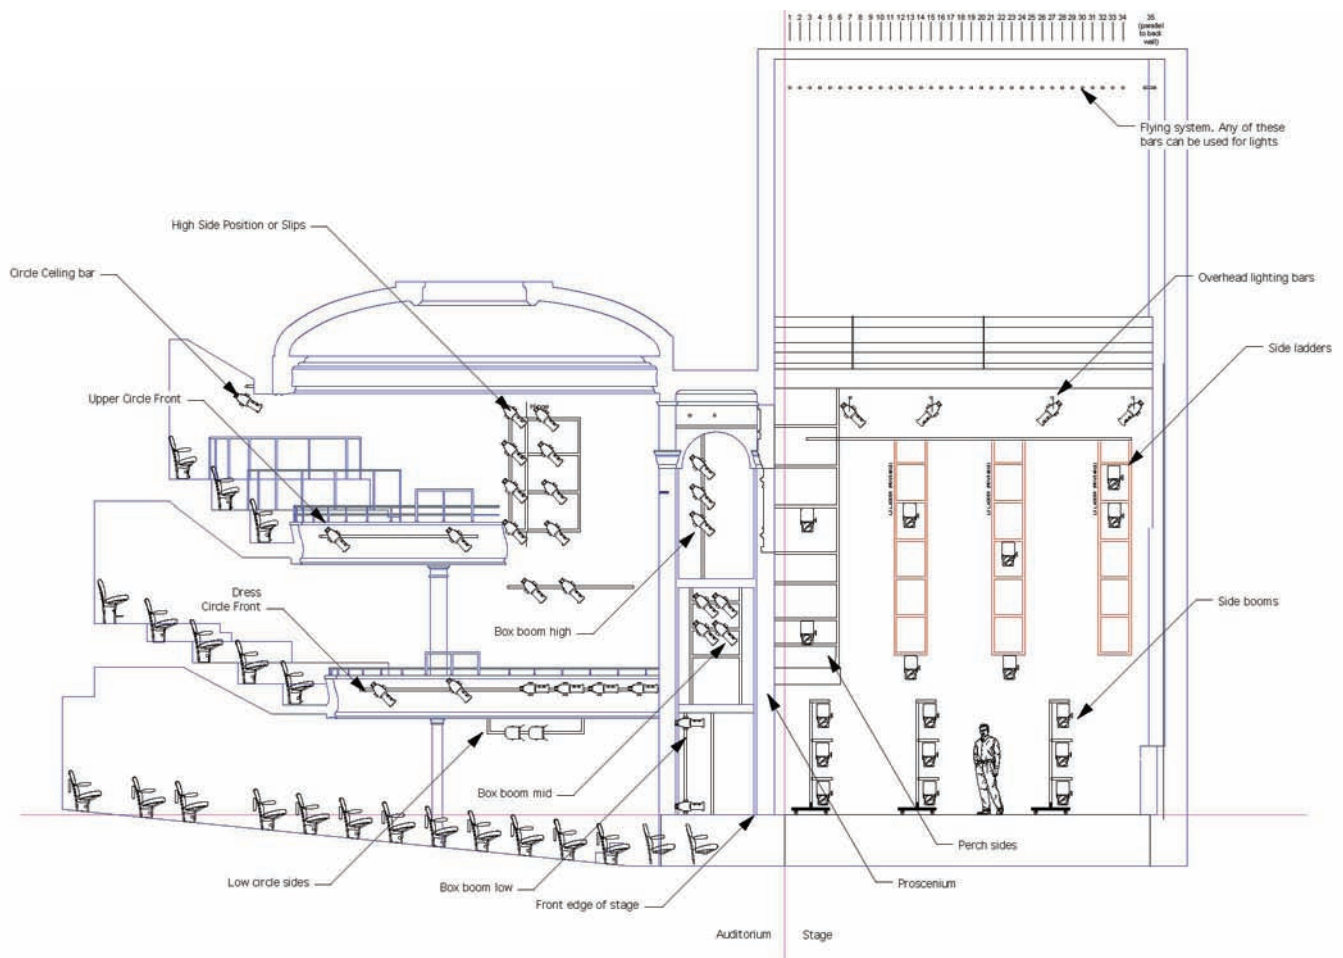 1 2 3 4 5 6 7 8 9 10 11 12 13 14 15 16 17 18 19 20 21 22 23 24 25 26 27 28 29 30 31 32 33 34
35
(parallel
to back
wall)
Flying system. Any of these
bars can be used for lights
High Side Position or Slips
Circle Ceiling bar
Overhead lighting bars
Side ladders
Upper Circle Front
Dress
Circle Front
Box boom high
Side booms
Box boom mid
Perch sides
Low circle sides
Box boom low
Proscenium
Front edge of stage
Auditorium
Stage